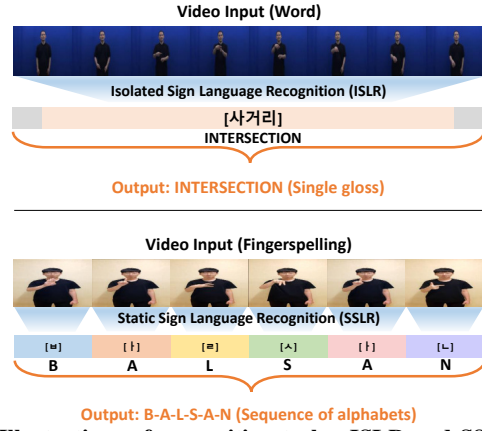 Video Input (Word)
Isolated Sign Language Recognition (ISLR)
[사거리]
INTERSECTION
Output: INTERSECTION (Single gloss)
Video Input (Fingerspelling)
Static Sign Language Recognition (SSLR)
[ㅂ] [ㅏ] [ㄹ] [ㅅ] [ㅏ] [ㄴ]
B A L S A N
Output: B-A-L-S-A-N (Sequence of alphabets)